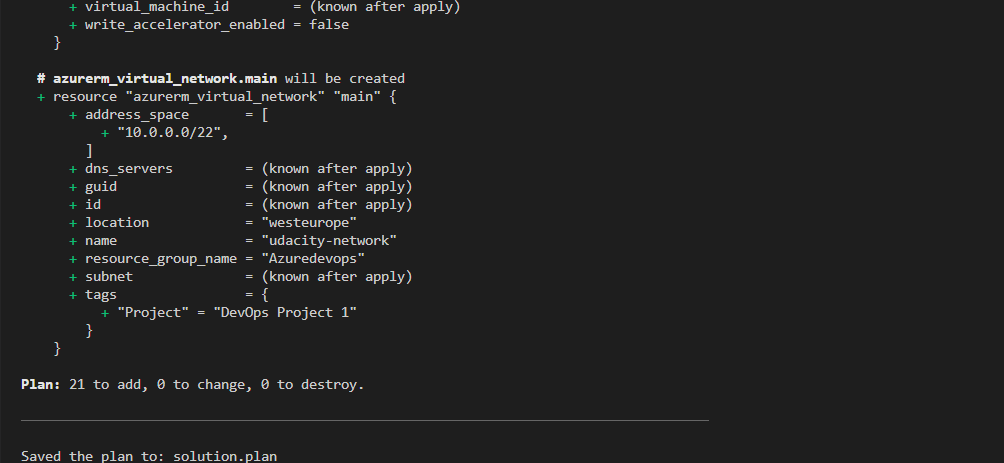 + virtual_machine_id        = (known after apply)
+ write_accelerator_enabled = false
}
# azurerm_virtual_network.main will be created
+ resource "azurerm_virtual_network" "main" {
+ address_space       = [
+ "10.0.0.0/22",
]
+ dns_servers         = (known after apply)
+ guid                = (known after apply)
+ id                  = (known after apply)
+ location            = "westeurope"
+ name                = "udacity-network"
+ resource_group_name = "Azuredevops"
+ subnet              = (known after apply)
+ tags                = {
+ "Project" = "DevOps Project 1"
}
}
Plan: 21 to add, 0 to change, 0 to destroy.
Saved the plan to: solution.plan